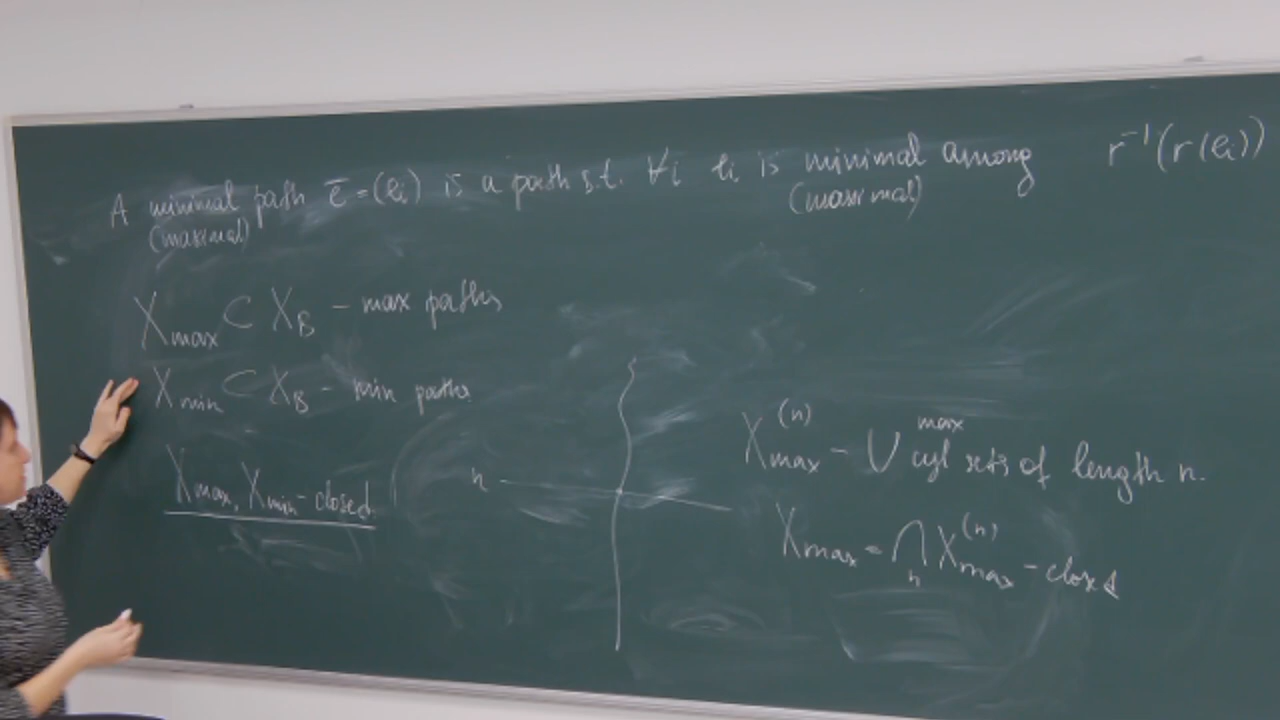 A minimal path ē = (eᵢ) is a path s.t. ∀i eᵢ is minimal among r⁻¹(r(eᵢ))
(maximal) (maximal)
X_max ⊂ X_B - max paths
X_min ⊂ X_B - min paths
X_max, X_min - closed
n
X_max^(n) - ∪ max cyl sets of length n.
X_max = ∩_n X_max^(n) - closed